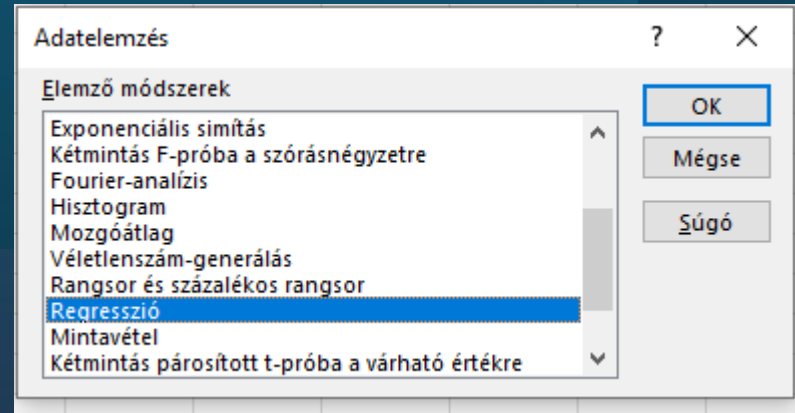 Adatelemzés
?
Elemző módszerek
Exponenciális simítás
Kétmintás F-próba a szórásnégyzetre
Fourier-analízis
Hisztogram
Mozgóátlag
Véletlenszám-generálás
Rangsor és százalékos rangsor
Regresszió
Mintavétel
Kétmintás párosított t-próba a várható értékre
OK
Mégse
Súgó